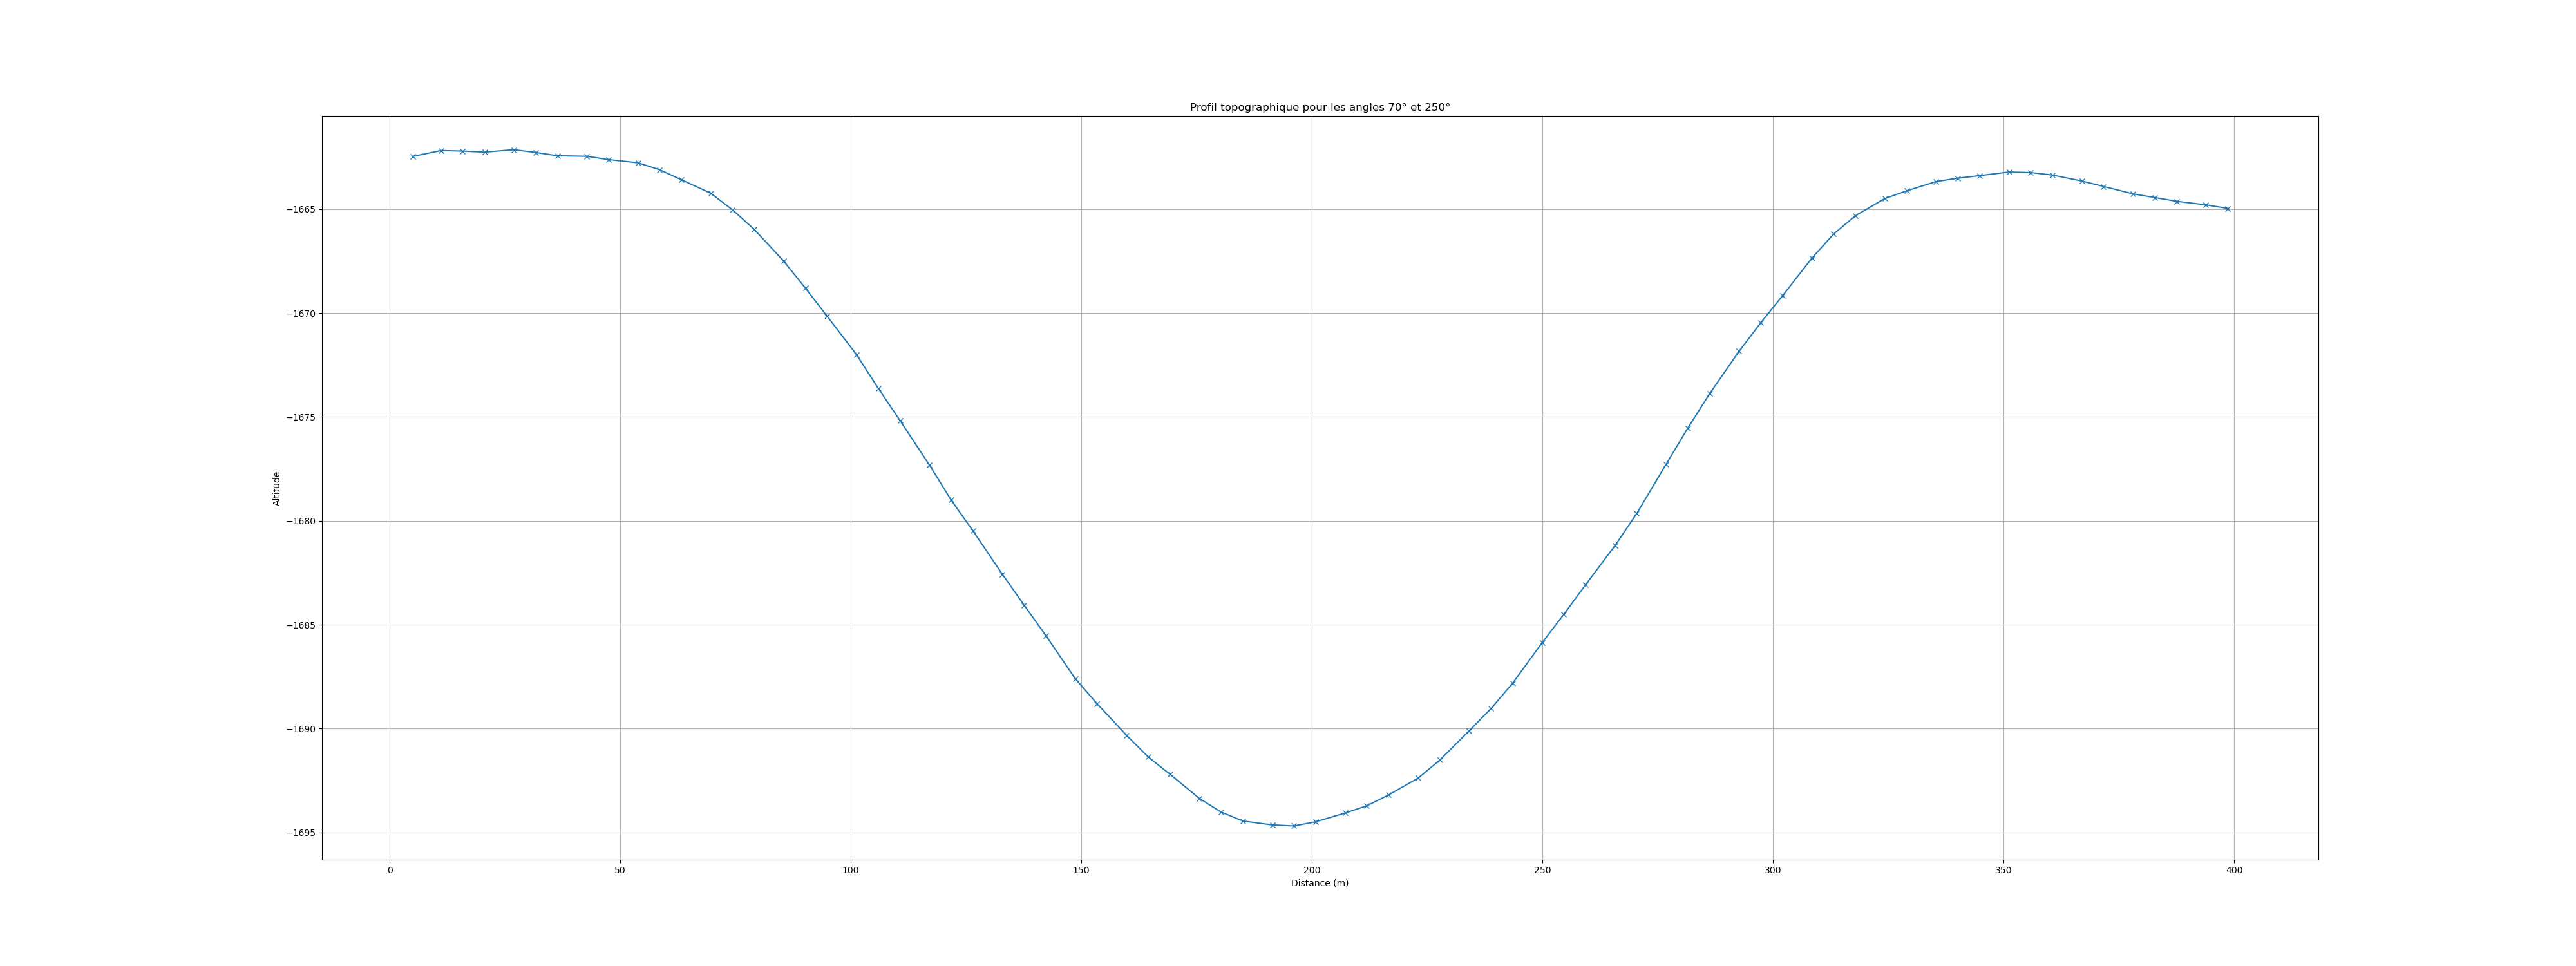 Profil topographique pour les angles 70° et 250°
Altitude
−1665
−1670
−1675
−1680
−1685
−1690
−1695
0 50 100 150 200 250 300 350 400
Distance (m)